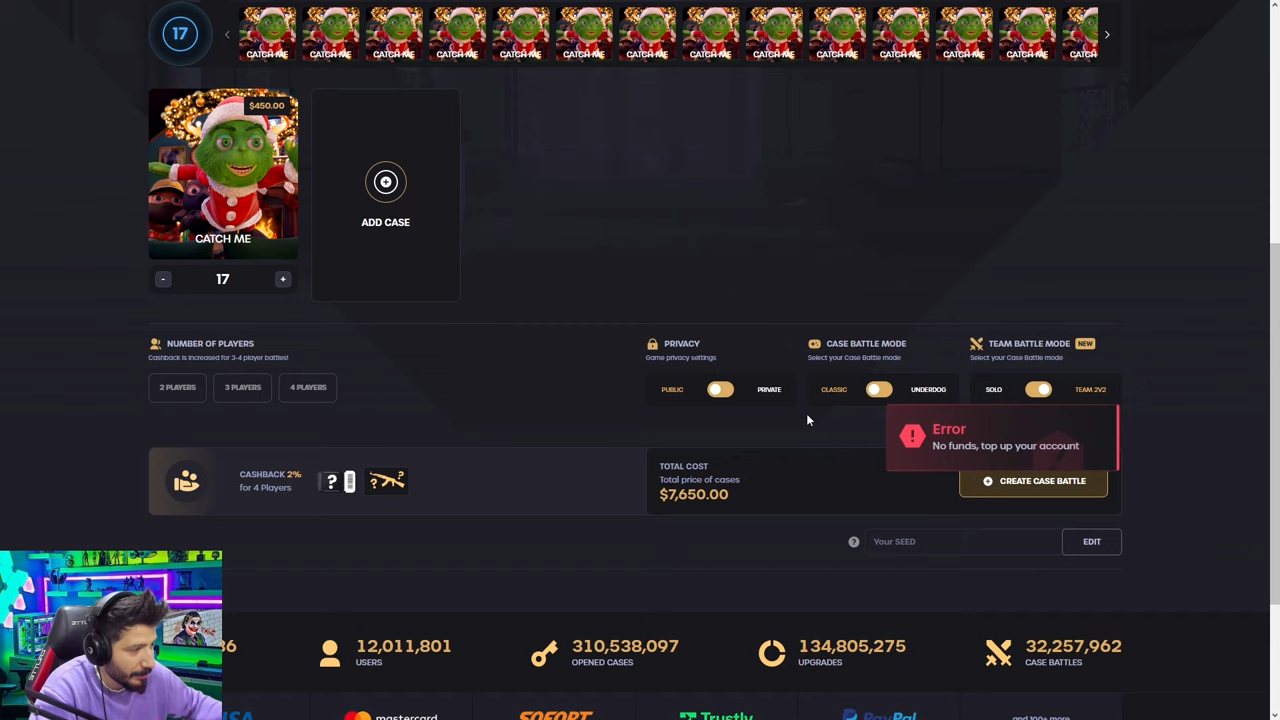 17
CATCH ME
CATCH ME
CATCH ME
CATCH ME
CATCH ME
CATCH ME
CATCH ME
CATCH ME
CATCH ME
CATCH ME
CATCH ME
CATCH ME
CATCH ME
CATCH
$450.00
CATCH ME
- 17 +
ADD CASE
NUMBER OF PLAYERS
Cashback is increased for 3-4 player battles!
2 PLAYERS
3 PLAYERS
4 PLAYERS
PRIVACY
Game privacy settings
PUBLIC PRIVATE
CASE BATTLE MODE
Select your Case Battle mode
CLASSIC UNDERDOG
TEAM BATTLE MODE NEW
Select your Case Battle mode
SOLO TEAM 2V2
Error
No funds, top up your account
CASHBACK 2%
for 4 Players
TOTAL COST
Total price of cases
$7,650.00
CREATE CASE BATTLE
? Your SEED
EDIT
12,011,801
USERS
310,538,097
OPENED CASES
134,805,275
UPGRADES
32,257,962
CASE BATTLES
mastercard
SOFORT
Trustly
PayPal
and 100+ more